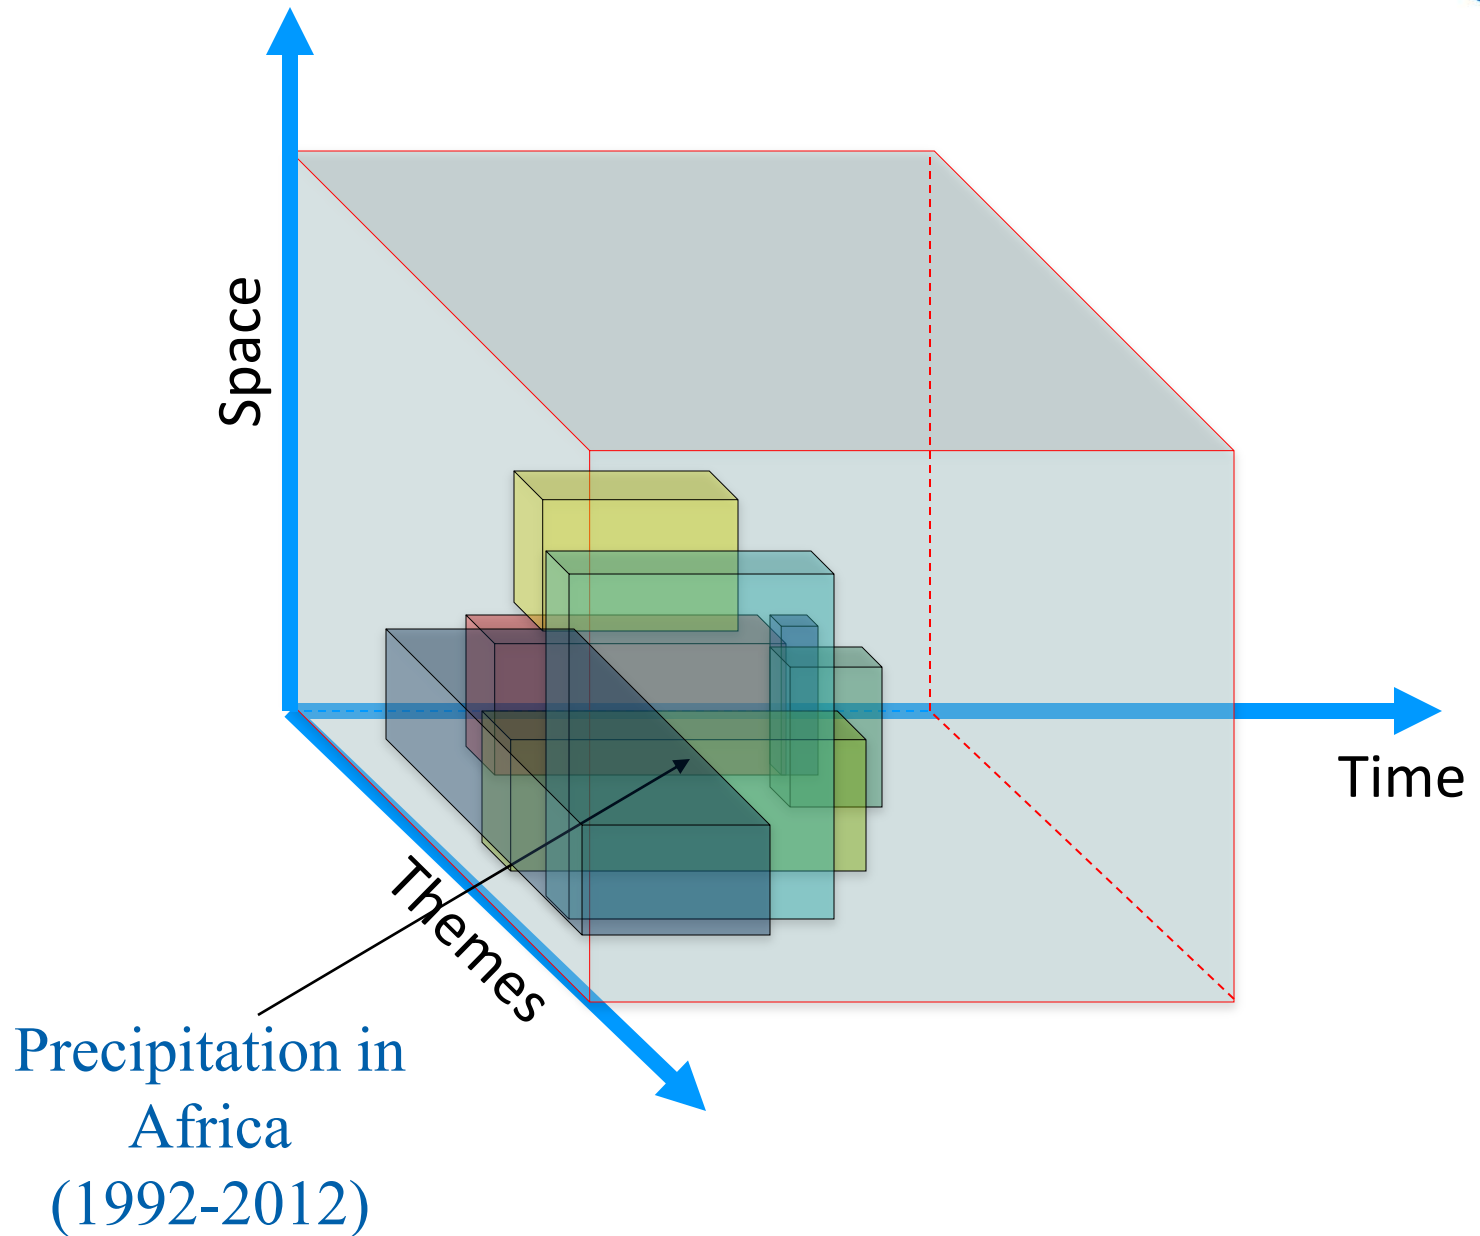 Space
Time
Themes
Precipitation in
Africa
(1992-2012)